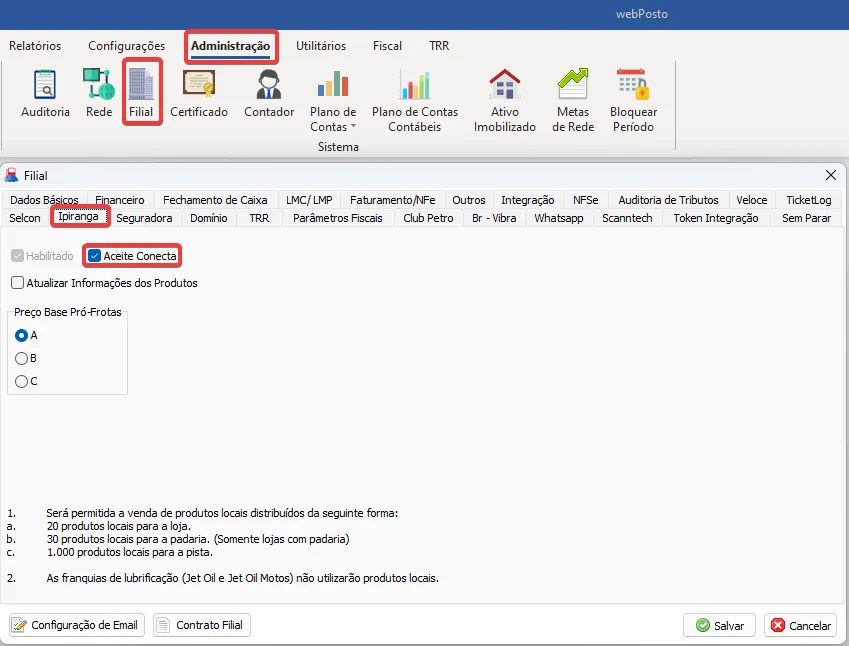 webPosto
Relatórios Configurações Administração Utilitários Fiscal TRR
Auditoria Rede Filial Certificado Contador Plano de Contas Plano de Contas Contábeis Ativo Imobilizado Metas de Rede Bloquear Período
Sistema
Filial
Dados Básicos Financeiro Fechamento de Caixa LMC/ LMP Faturamento/NFe Outros Integração NFSe Auditoria de Tributos Veloce TicketLog
Selcon Ipiranga Seguradora Domínio TRR Parâmetros Fiscais Club Petro Br - Vibra Whatsapp Scanntech Token Integração Sem Parar
Habilitado Aceite Conecta
Atualizar Informações dos Produtos
Preço Base Pró-Frotas
A
B
C
1. Será permitida a venda de produtos locais distribuídos da seguinte forma:
a. 20 produtos locais para a loja.
b. 30 produtos locais para a padaria. (Somente lojas com padaria)
c. 1.000 produtos locais para a pista.
2. As franquias de lubrificação (Jet Oil e Jet Oil Motos) não utilizarão produtos locais.
Configuração de Email Contrato Filial Salvar Cancelar